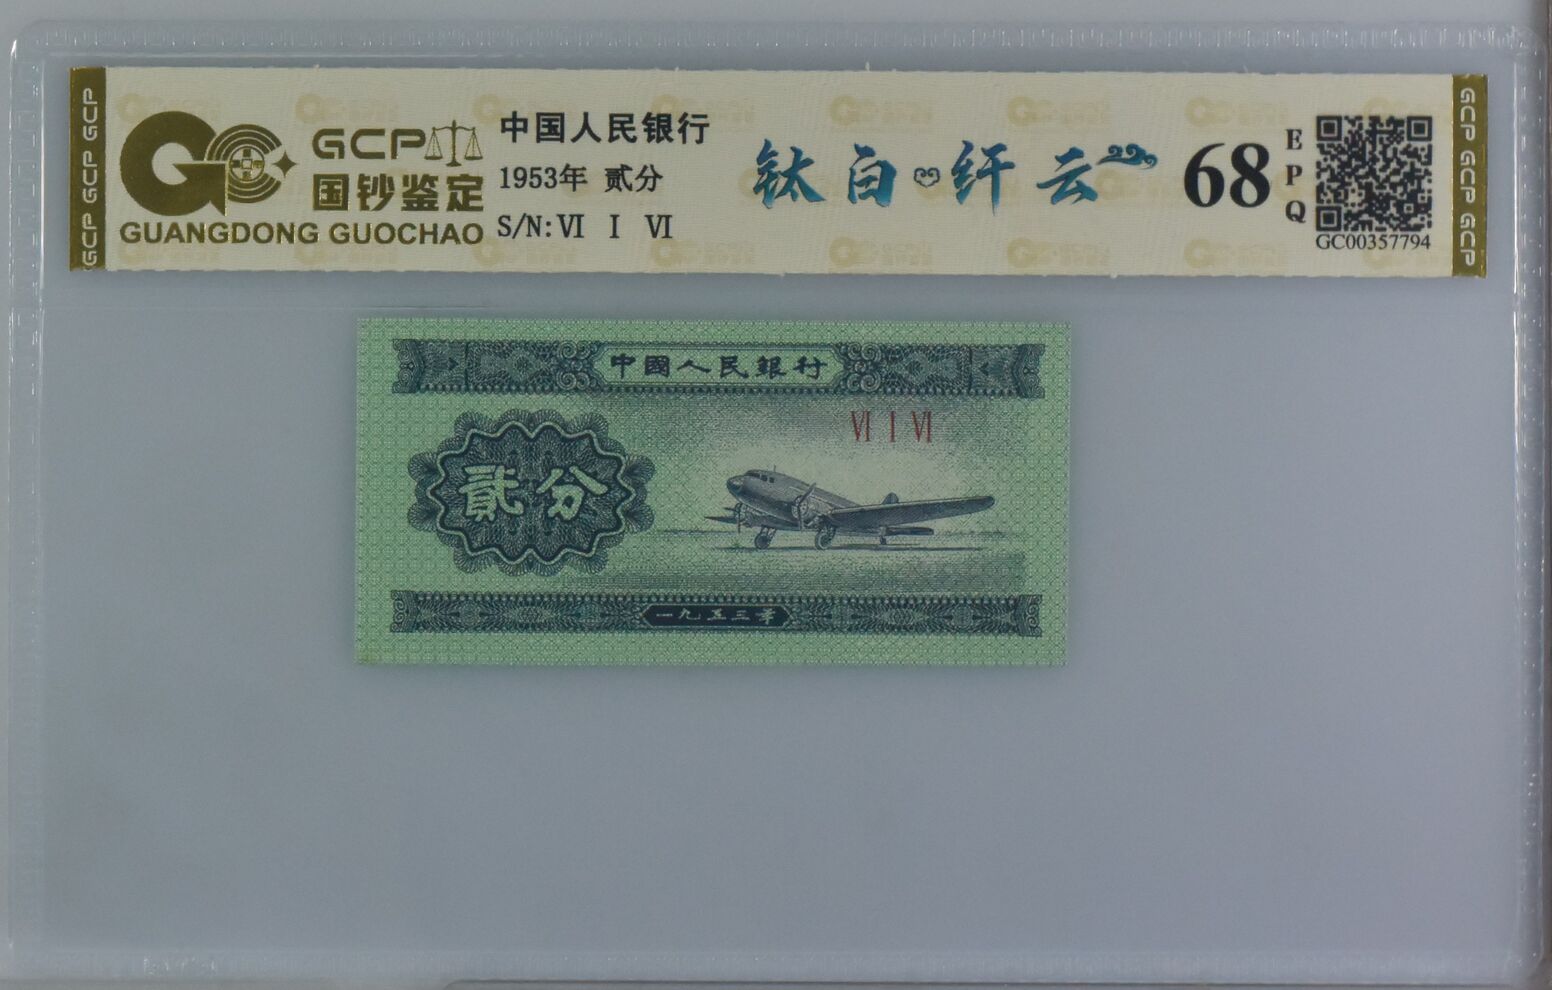 GCP GCP GCP
GCP
国钞鉴定
GUANGDONG GUOCHAO
中国人民银行
1953年 贰分
S/N:Ⅵ Ⅰ Ⅵ
钛白·纤云
68
EPQ
GC00357794
GCP GCP GCP
中國人民銀行
Ⅵ Ⅰ Ⅵ
貳分
一九五三年